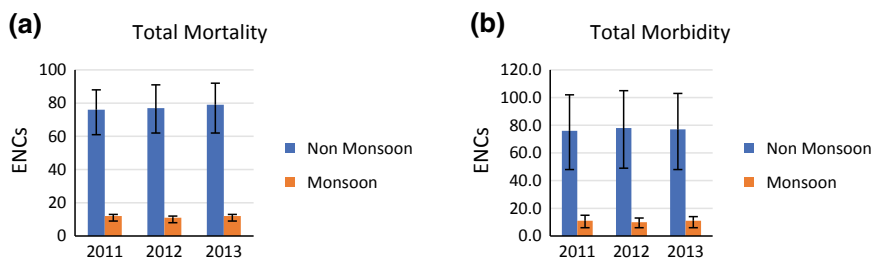 (a)
Total Mortality
ENCs
100
80
60
40
20
0
2011 2012 2013
Non Monsoon
Monsoon
(b)
Total Morbidity
ENCs
120.0
100.0
80.0
60.0
40.0
20.0
0.0
2011 2012 2013
Non Monsoon
Monsoon